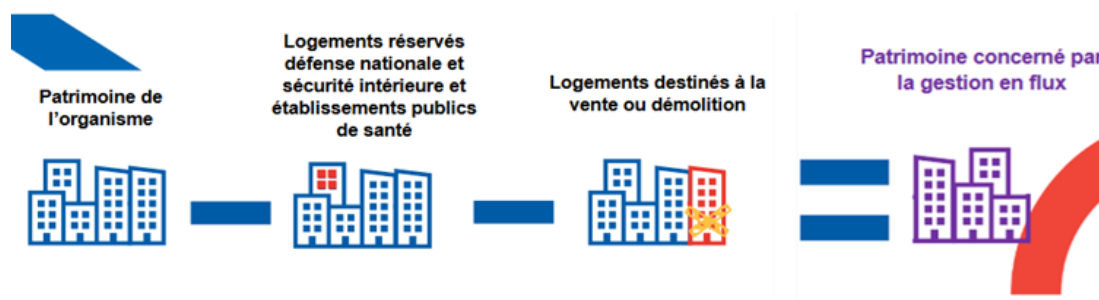 Patrimoine de
l'organisme
Logements réservés
défense nationale et
sécurité intérieure et
établissements publics
de santé
Logements destinés à la
vente ou démolition
Patrimoine concerné par
la gestion en flux